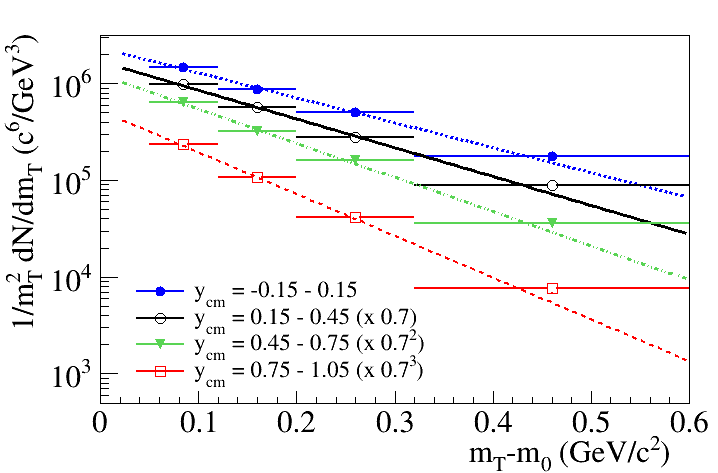 1/m_T^2 dN/dm_T (c^6/GeV^3)
10^6
10^5
10^4
10^3
y_cm = -0.15 - 0.15
y_cm = 0.15 - 0.45 (x 0.7)
y_cm = 0.45 - 0.75 (x 0.7^2)
y_cm = 0.75 - 1.05 (x 0.7^3)
0 0.1 0.2 0.3 0.4 0.5 0.6
m_T-m_0 (GeV/c^2)